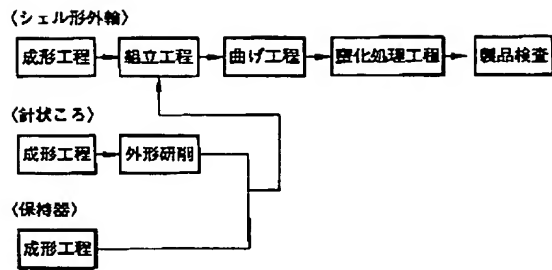 〈シェル形外輪〉
成形工程 組立工程 曲げ工程 窒化処理工程 製品検査
〈針状ころ〉
成形工程 外形研削
〈保持器〉
成形工程